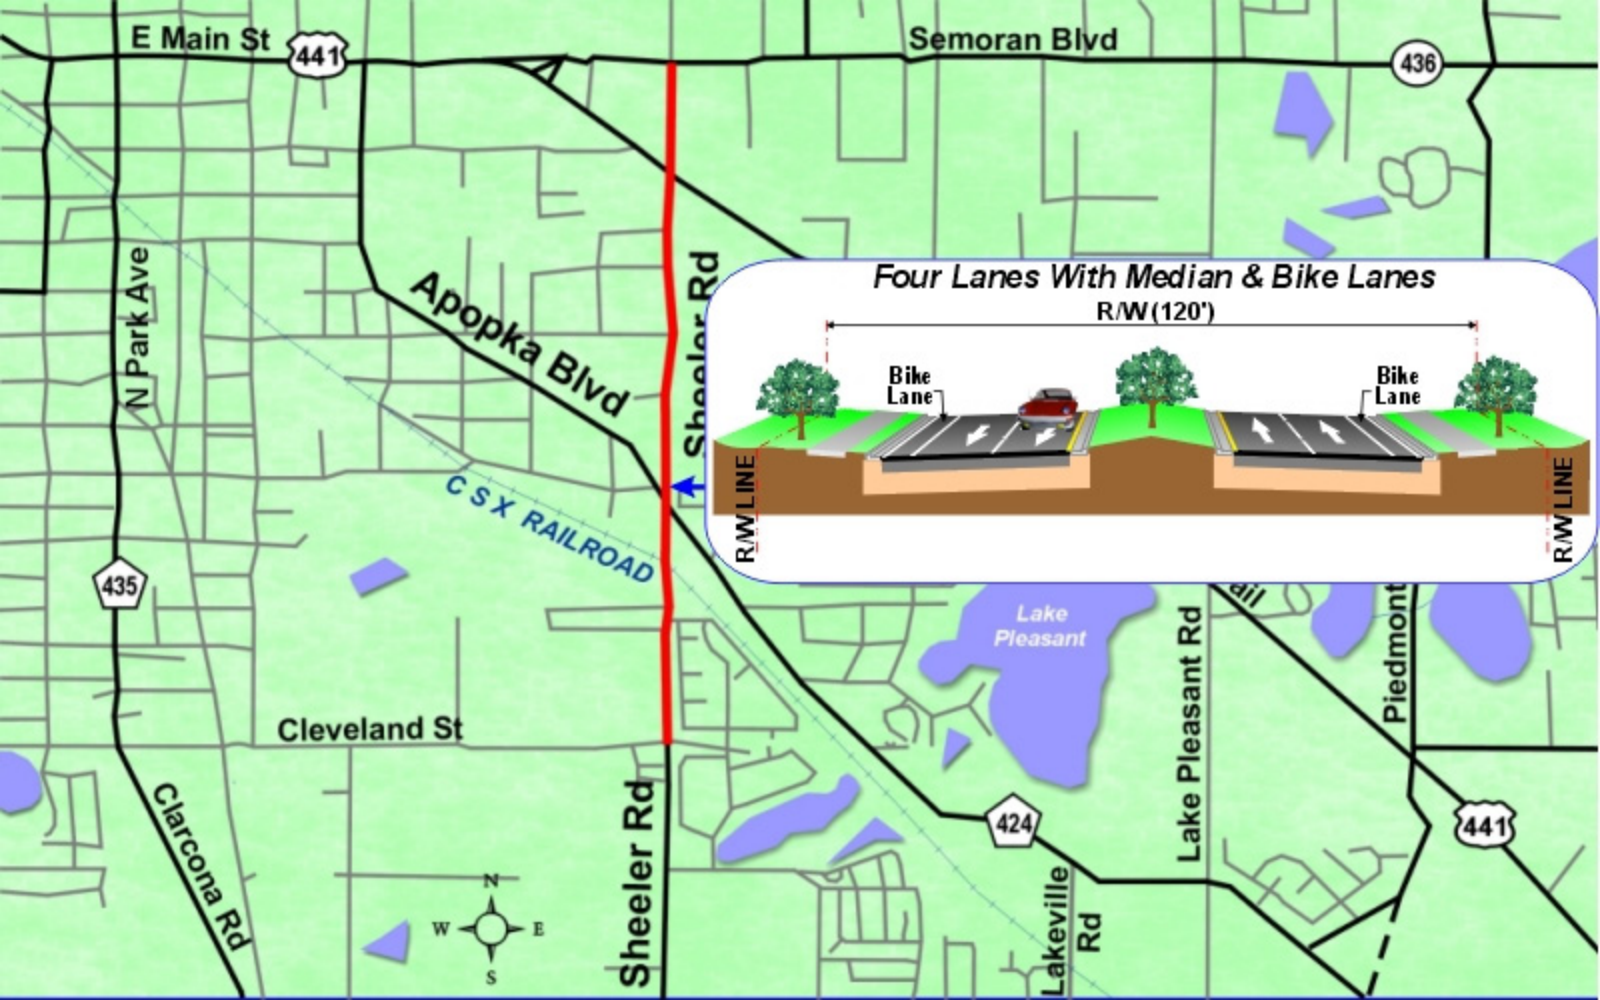 E Main St
441
Semoran Blvd
436
N Park Ave
Apopka Blvd
Sheeler Rd
Four Lanes With Median & Bike Lanes
R/W (120')
Bike
Lane
Bike
Lane
R/W LINE
R/W LINE
CSX RAILROAD
435
Lake
Pleasant
ail
Lake Pleasant Rd
Piedmont
Cleveland St
Clarcona Rd
Sheeler Rd
424
441
Lakeville
Rd
N
W
E
S